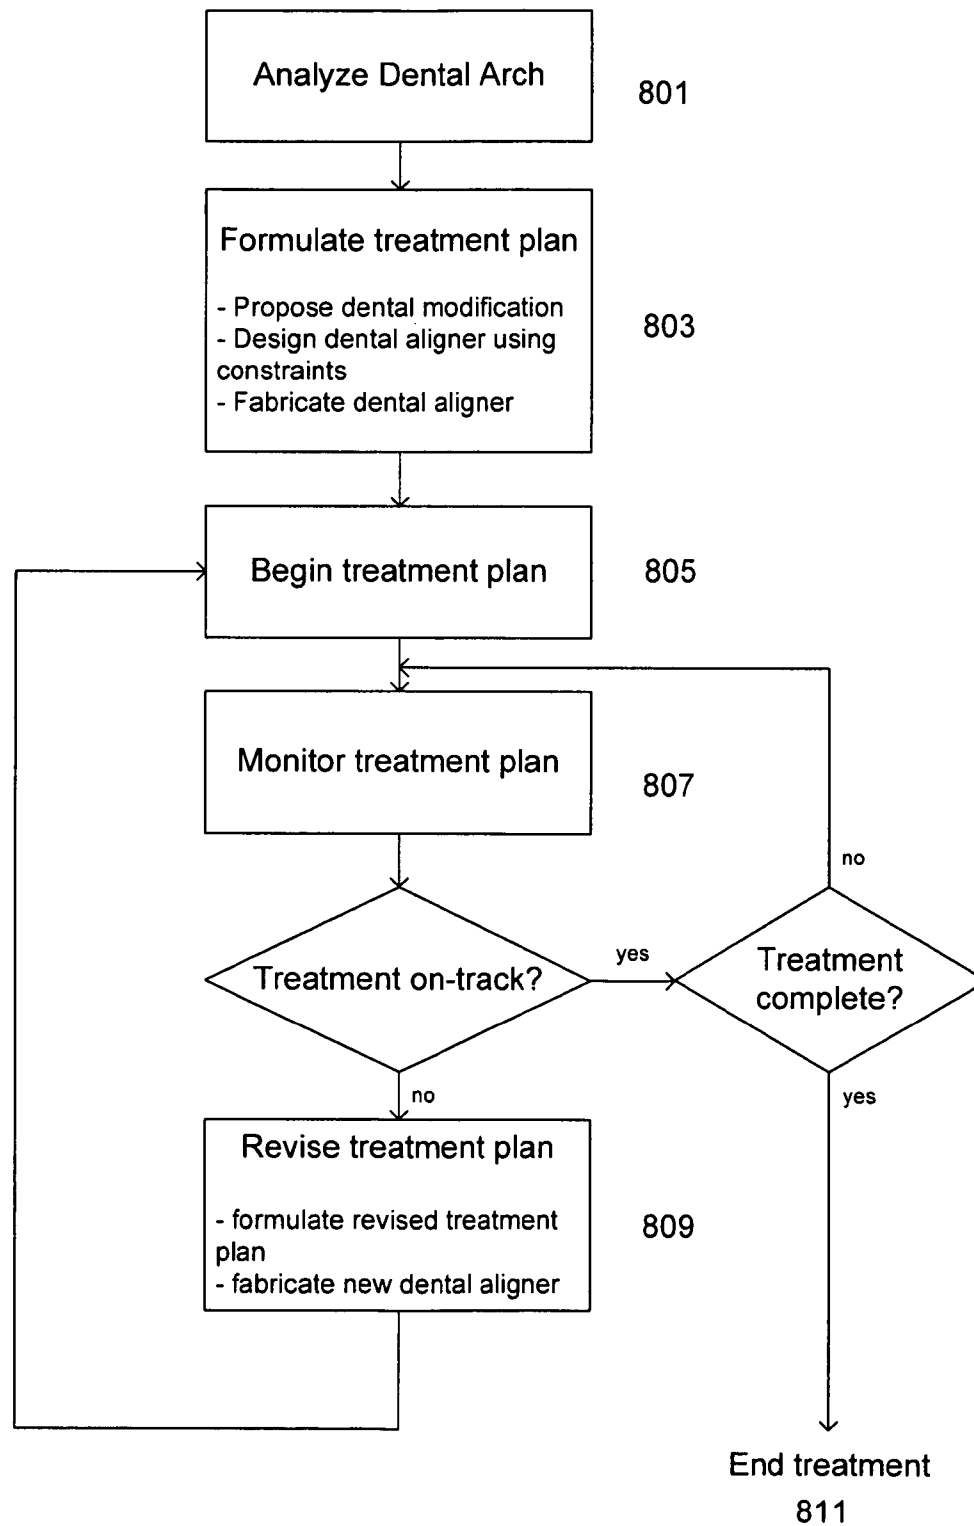 Analyze Dental Arch
801
Formulate treatment plan
- Propose dental modification
- Design dental aligner using
constraints
- Fabricate dental aligner
803
Begin treatment plan
805
Monitor treatment plan
807
no
Treatment on-track?
yes
Treatment
complete?
no
yes
Revise treatment plan
- formulate revised treatment
plan
- fabricate new dental aligner
809
End treatment
811